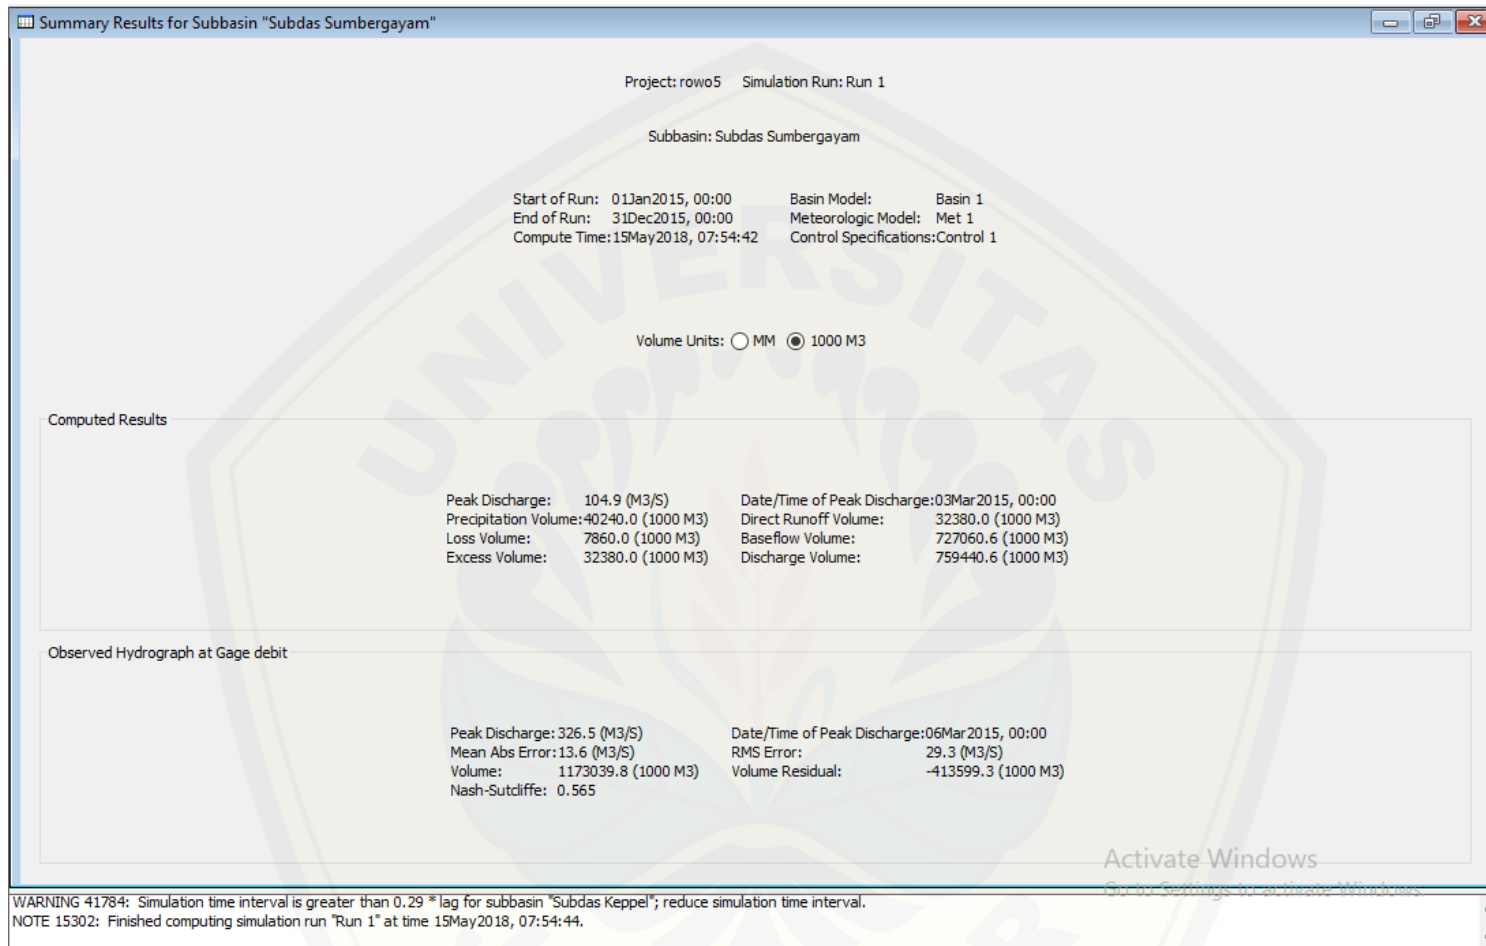 Summary Results for Subbasin "Subdas Sumbergayam"
Project: rowo5 Simulation Run: Run 1
Subbasin: Subdas Sumbergayam
Start of Run: 01Jan2015, 00:00 Basin Model: Basin 1
End of Run: 31Dec2015, 00:00 Meteorologic Model: Met 1
Compute Time:15May2018, 07:54:42 Control Specifications:Control 1
Volume Units: MM 1000 M3
Computed Results
Peak Discharge: 104.9 (M3/S) Date/Time of Peak Discharge:03Mar2015, 00:00
Precipitation Volume:40240.0 (1000 M3) Direct Runoff Volume: 32380.0 (1000 M3)
Loss Volume: 7860.0 (1000 M3) Baseflow Volume: 727060.6 (1000 M3)
Excess Volume: 32380.0 (1000 M3) Discharge Volume: 759440.6 (1000 M3)
Observed Hydrograph at Gage debit
Peak Discharge:326.5 (M3/S) Date/Time of Peak Discharge:06Mar2015, 00:00
Mean Abs Error:13.6 (M3/S) RMS Error: 29.3 (M3/S)
Volume: 1173039.8 (1000 M3) Volume Residual: -413599.3 (1000 M3)
Nash-Sutcliffe: 0.565
Activate Windows
Go to Settings to activate Windows.
WARNING 41784: Simulation time interval is greater than 0.29 * lag for subbasin "Subdas Keppel"; reduce simulation time interval.
NOTE 15302: Finished computing simulation run "Run 1" at time 15May2018, 07:54:44.
UNIVERSITAS